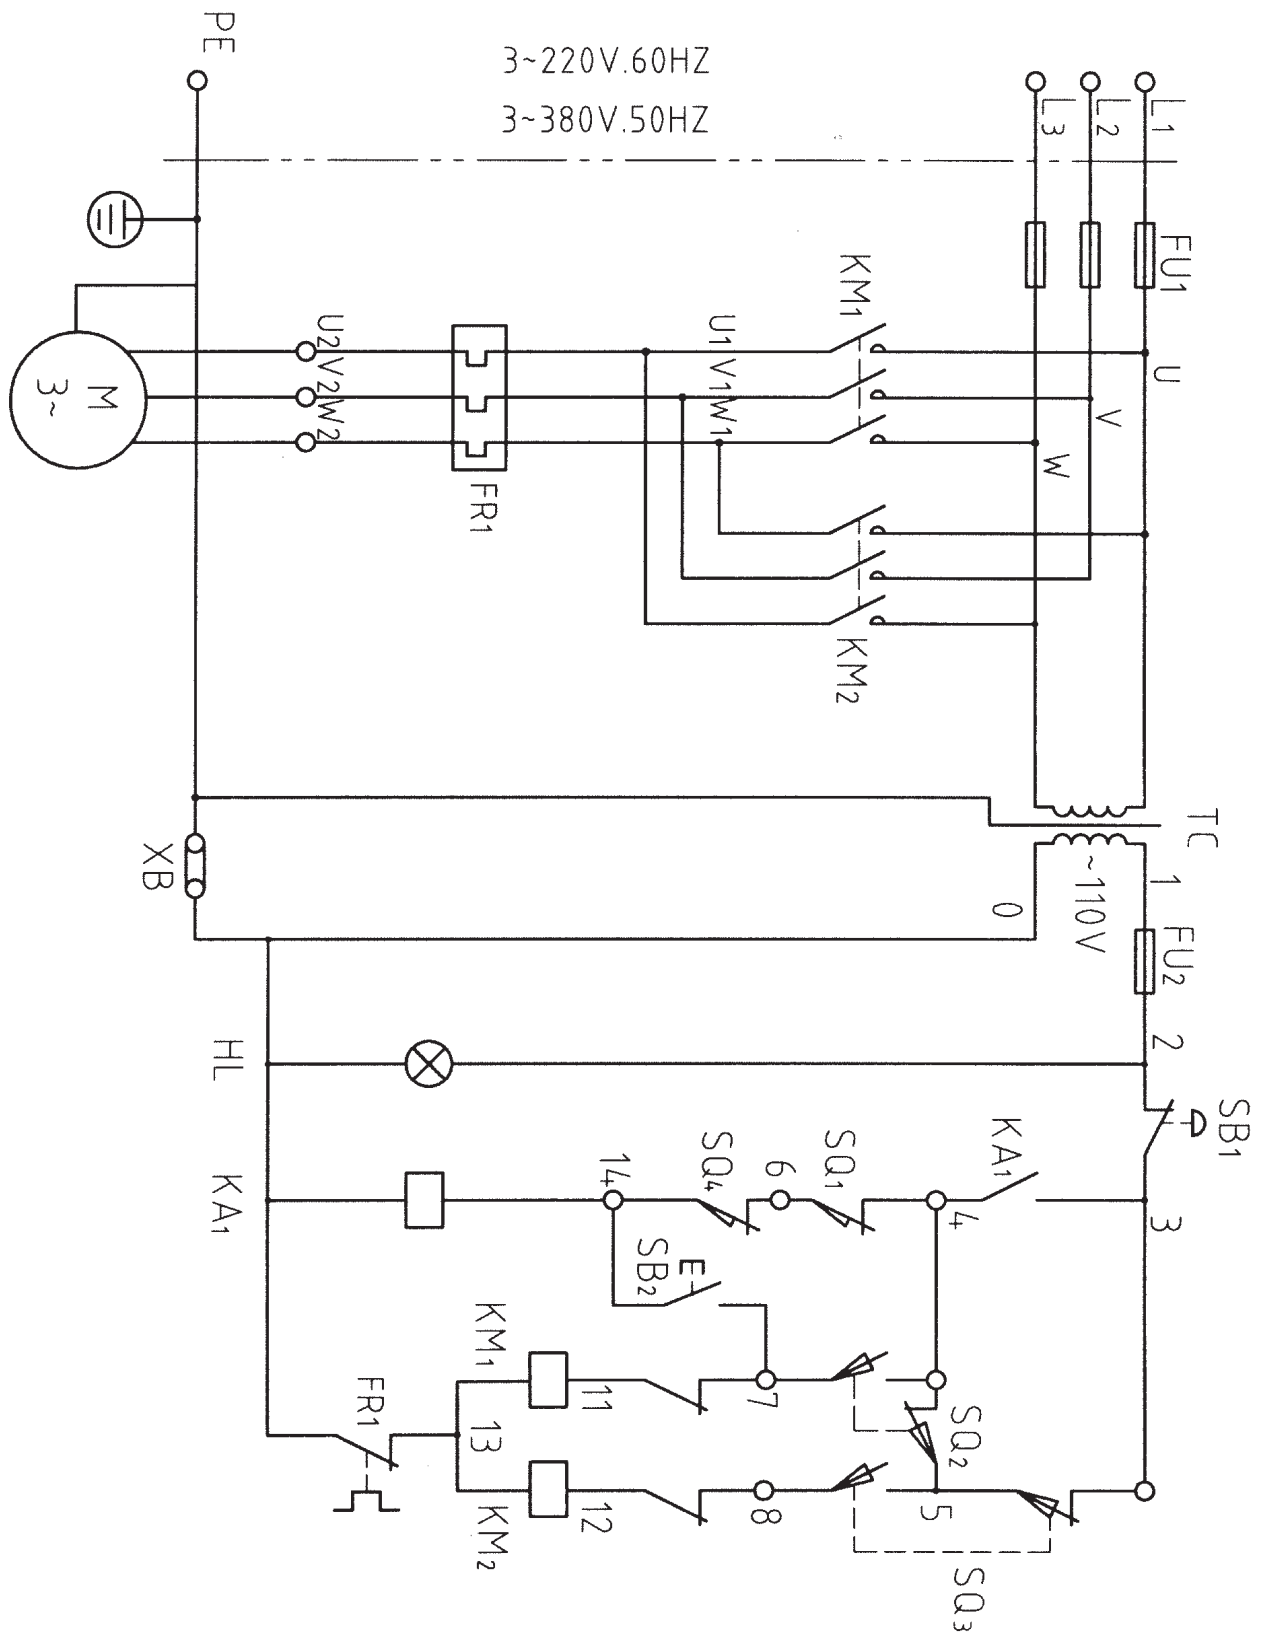 PE
3~220V.60HZ
3~380V.50HZ
L3
L2
L1
FU1
KM1
U
V
W
U1
V1
W1
U2
V2
W2
M
3~
FR1
KM2
TC
~110V
1
0
XB
FU2
2
HL
SB1
KA1
3
KA1
4
SQ1
6
SQ4
14
SB2
KM1
11
7
SQ2
FR1
13
KM2
12
8
5
SQ3